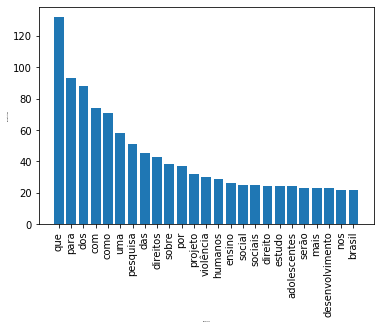 120
100
80
60
40
20
0
que
para
dos
com
como
uma
pesquisa
das
direitos
sobre
por
projeto
violência
humanos
ensino
social
sociais
direito
estudo
adolescentes
serão
mais
desenvolvimento
nos
brasil